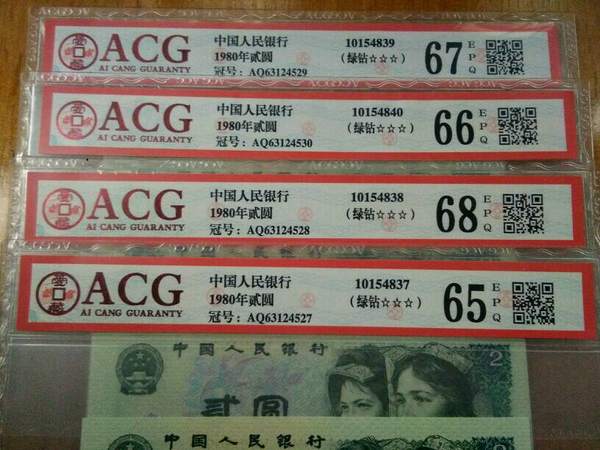 ACG
AI CANG GUARANTY
中国人民银行
1980年贰圆
冠号：AQ63124529
10154839
（绿钻☆☆☆）
67
EPQ
ACG
AI CANG GUARANTY
中国人民银行
1980年贰圆
冠号：AQ63124530
10154840
（绿钻☆☆☆）
66
EPQ
ACG
AI CANG GUARANTY
中国人民银行
1980年贰圆
冠号：AQ63124528
10154838
（绿钻☆☆☆）
68
EPQ
ACG
AI CANG GUARANTY
中国人民银行
1980年贰圆
冠号：AQ63124527
10154837
（绿钻☆☆☆）
65
EPQ
中国人民银行
2
贰圆
中国人民银行